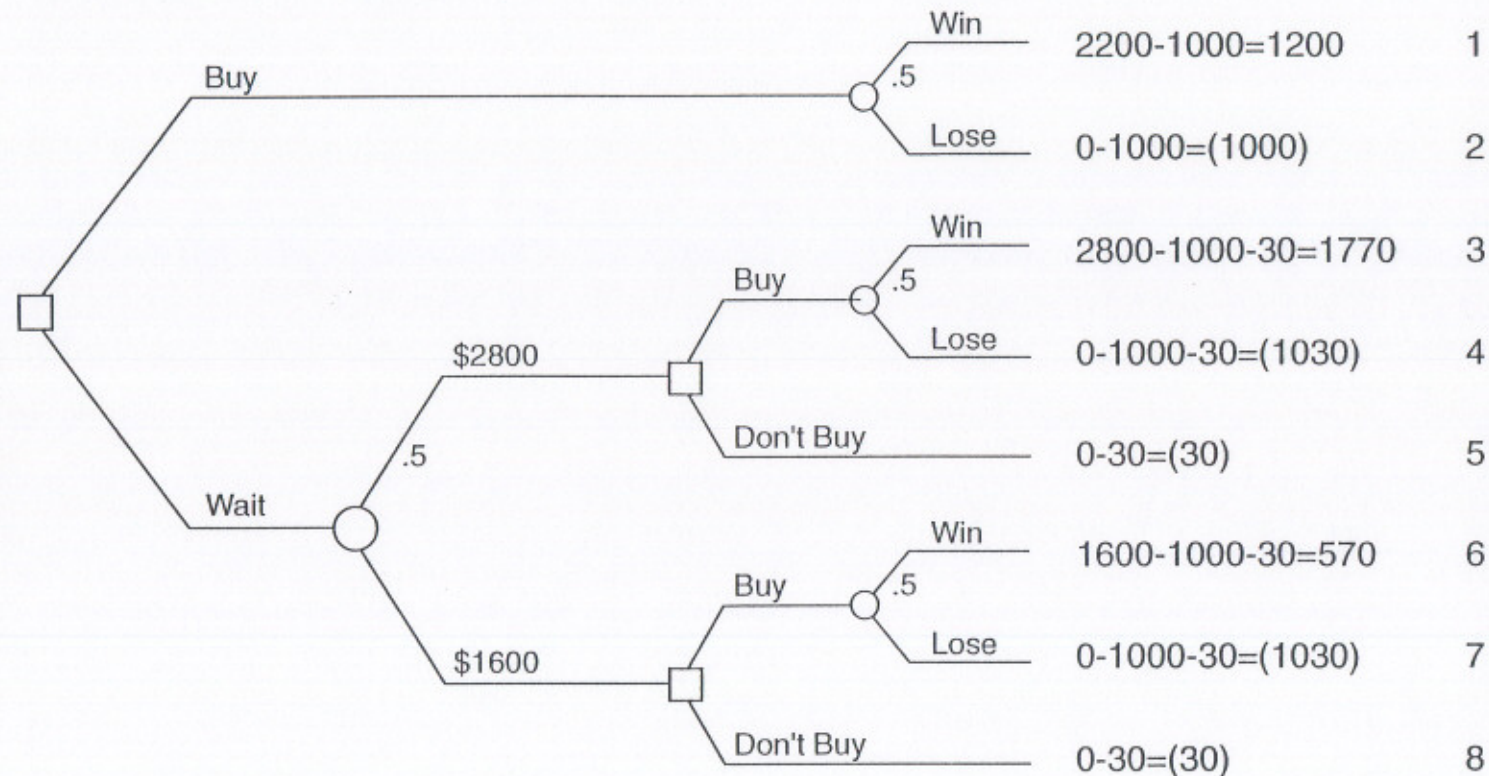 Win
2200-1000=1200 1
Buy
.5
Lose
0-1000=(1000) 2
Win
2800-1000-30=1770 3
Buy
.5
Lose
0-1000-30=(1030) 4
$2800
Don't Buy
0-30=(30) 5
.5
Wait
Win
1600-1000-30=570 6
Buy
.5
Lose
0-1000-30=(1030) 7
$1600
Don't Buy
0-30=(30) 8